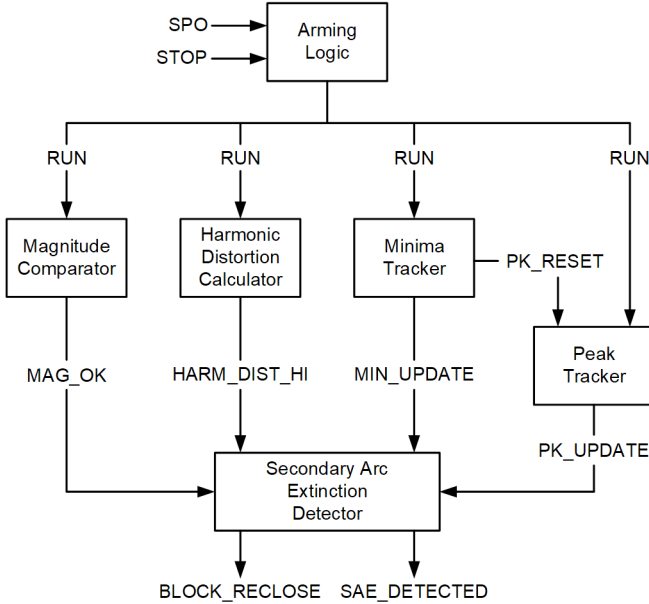 SPO
STOP
Arming
Logic
RUN
RUN
RUN
RUN
Magnitude
Comparator
Harmonic
Distortion
Calculator
Minima
Tracker
PK_RESET
Peak
Tracker
MAG_OK
HARM_DIST_HI
MIN_UPDATE
PK_UPDATE
Secondary Arc
Extinction
Detector
BLOCK_RECLOSE
SAE_DETECTED